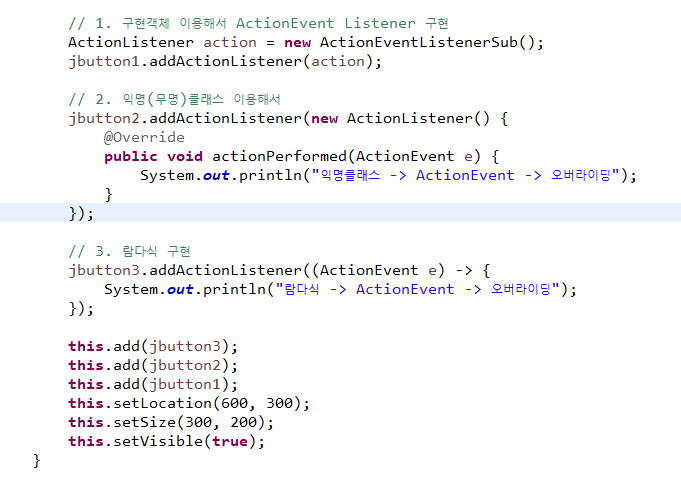 // 1. 구현객체 이용해서 ActionEvent Listener 구현
ActionListener action = new ActionEventListenerSub();
jbutton1.addActionListener(action);
// 2. 익명(무명)클래스 이용해서
jbutton2.addActionListener(new ActionListener() {
@Override
public void actionPerformed(ActionEvent e) {
System.out.println("익명클래스 -> ActionEvent -> 오버라이딩");
}
});
// 3. 람다식 구현
jbutton3.addActionListener((ActionEvent e) -> {
System.out.println("람다식 -> ActionEvent -> 오버라이딩");
});
this.add(jbutton3);
this.add(jbutton2);
this.add(jbutton1);
this.setLocation(600, 300);
this.setSize(300, 200);
this.setVisible(true);
}